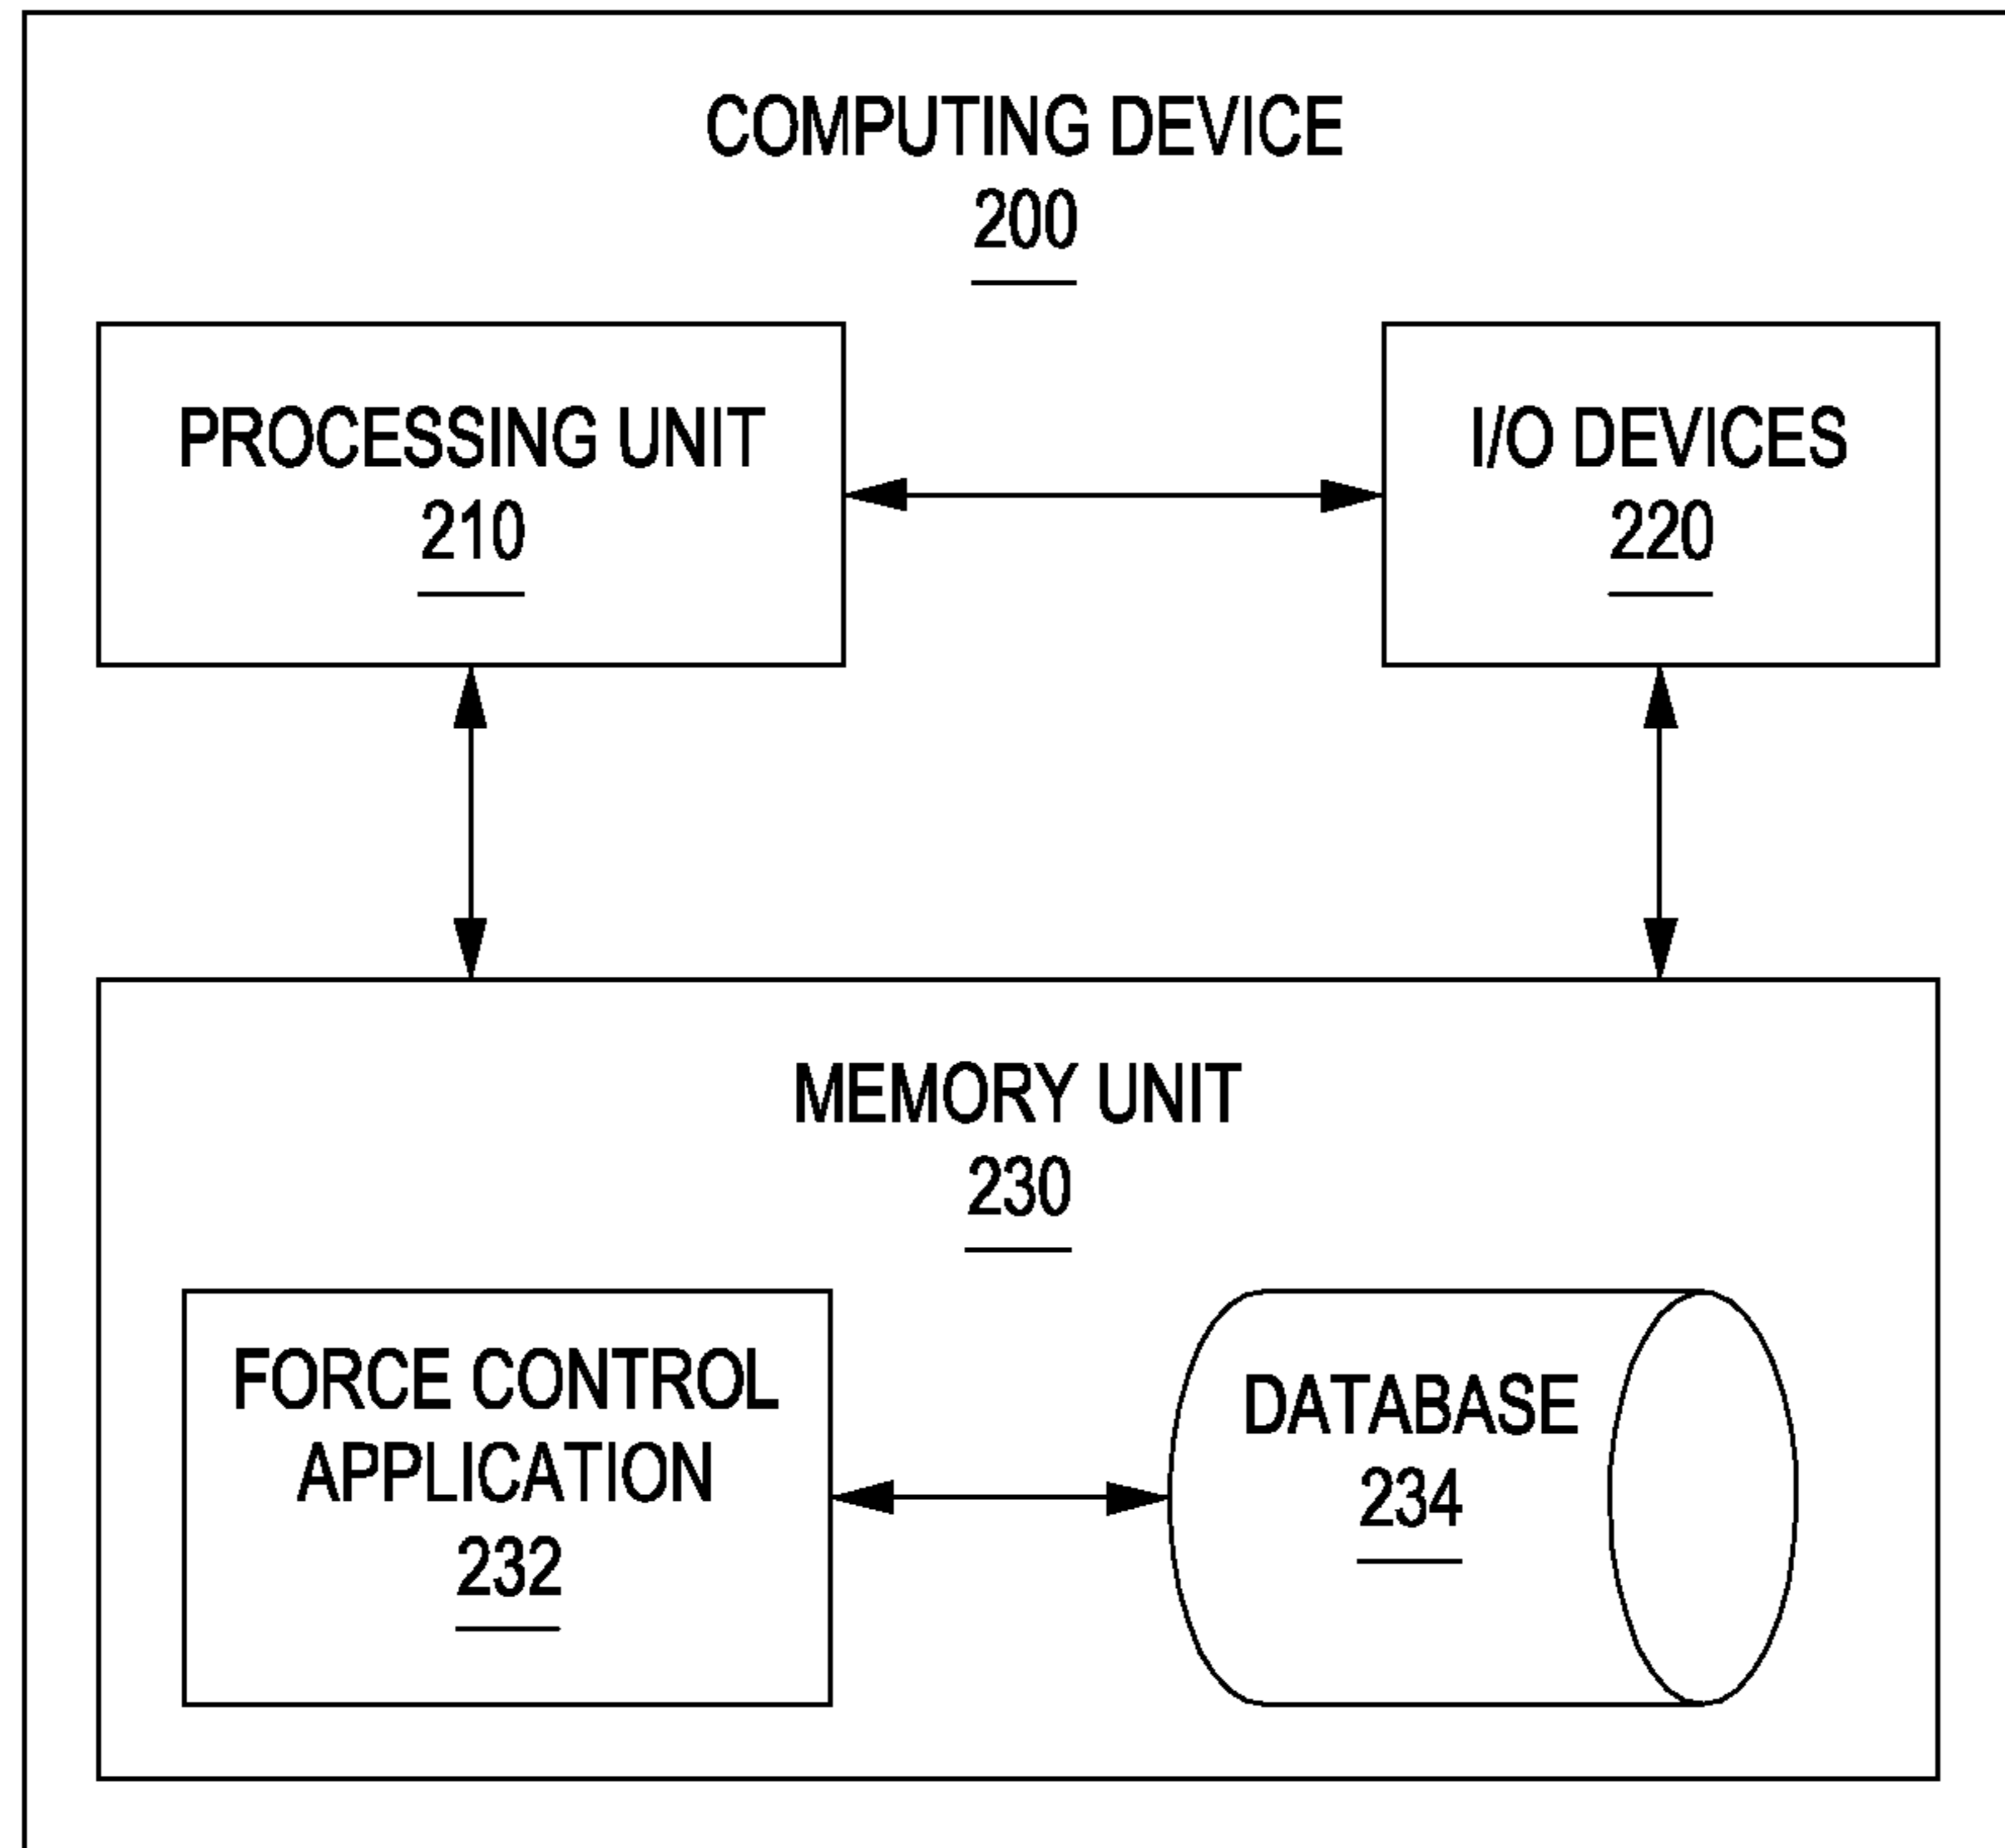 COMPUTING DEVICE
200
PROCESSING UNIT
210
I/O DEVICES
220
MEMORY UNIT
230
FORCE CONTROL
APPLICATION
232
DATABASE
234